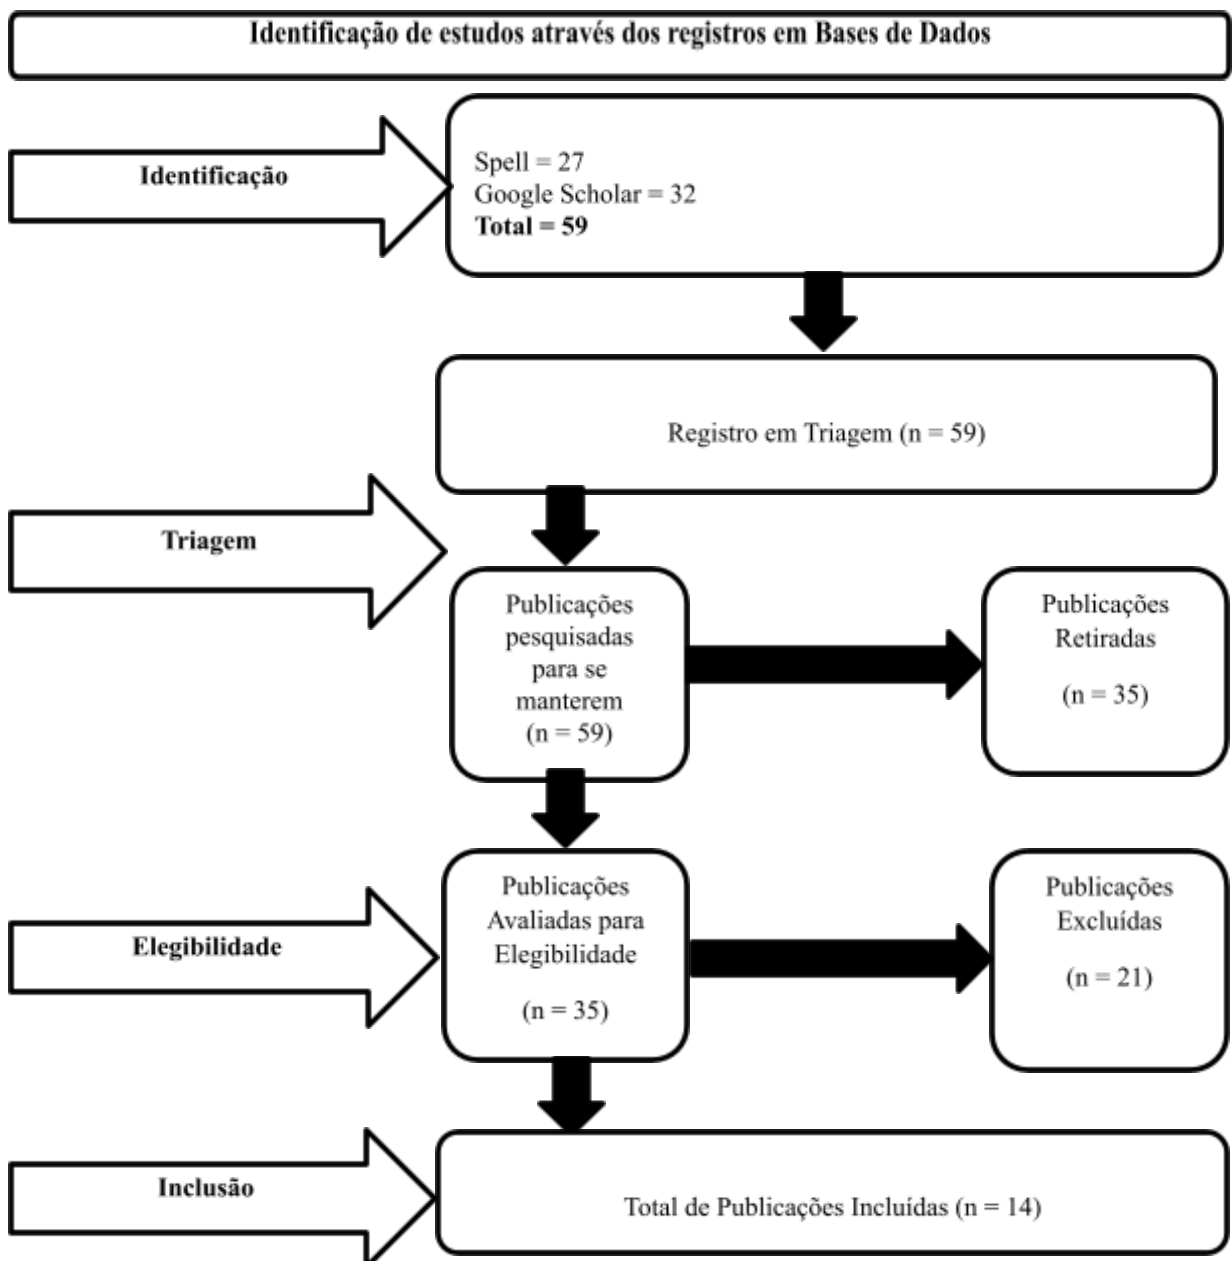 Identificação de estudos através dos registros em Bases de Dados
Identificação
Spell = 27
Google Scholar = 32
Total = 59
Registro em Triagem (n = 59)
Triagem
Publicações
pesquisadas
para se
manterem
(n = 59)
Publicações
Retiradas
(n = 35)
Elegibilidade
Publicações
Avaliadas para
Elegibilidade
(n = 35)
Publicações
Excluídas
(n = 21)
Inclusão
Total de Publicações Incluídas (n = 14)